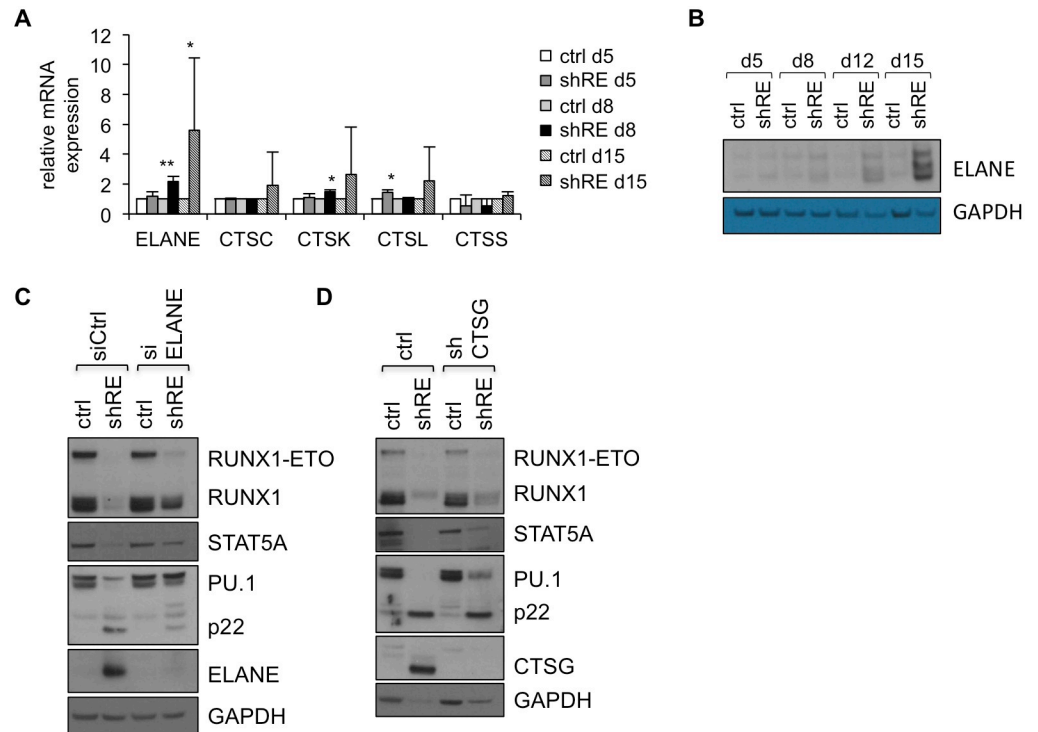 A
relative mRNA
expression
12
10
8
6
4
2
0
*
**
*
*
ELANE CTSC CTSK CTSL CTSS
ctrl d5
shRE d5
ctrl d8
shRE d8
ctrl d15
shRE d15
B
d5 d8 d12 d15
ctrl shRE ctrl shRE ctrl shRE ctrl shRE
ELANE
GAPDH
C
siCtrl si ELANE
ctrl shRE ctrl shRE
RUNX1-ETO
RUNX1
STAT5A
PU.1
p22
ELANE
GAPDH
D
ctrl sh CTSG
ctrl shRE ctrl shRE
RUNX1-ETO
RUNX1
STAT5A
PU.1
p22
CTSG
GAPDH